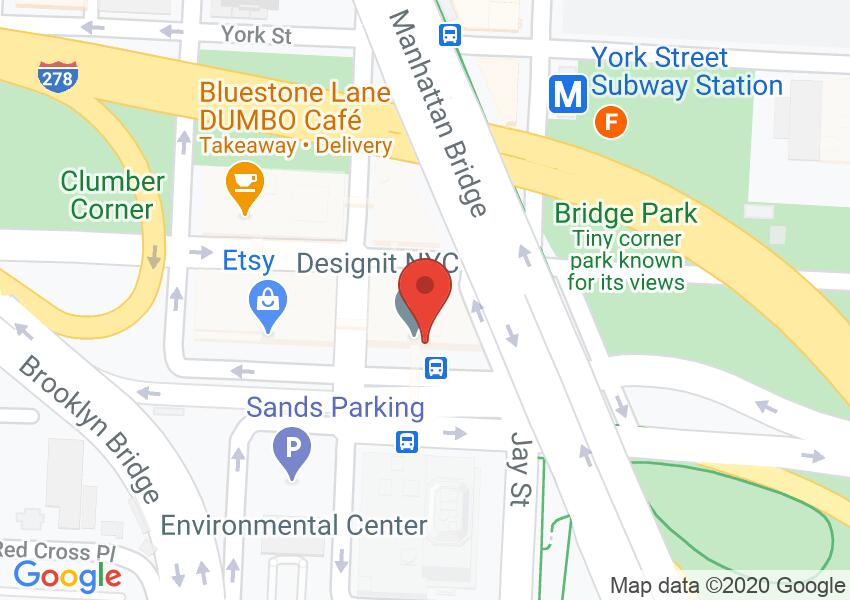 York St
278
Manhattan Bridge
York Street
Subway Station
M
F
Bluestone Lane
DUMBO Café
Takeaway • Delivery
Clumber
Corner
Bridge Park
Tiny corner
park known
for its views
Etsy
Designit NYC
Brooklyn Bridge
Sands Parking
P
Jay St
Environmental Center
Red Cross Pl
Google
Map data ©2020 Google